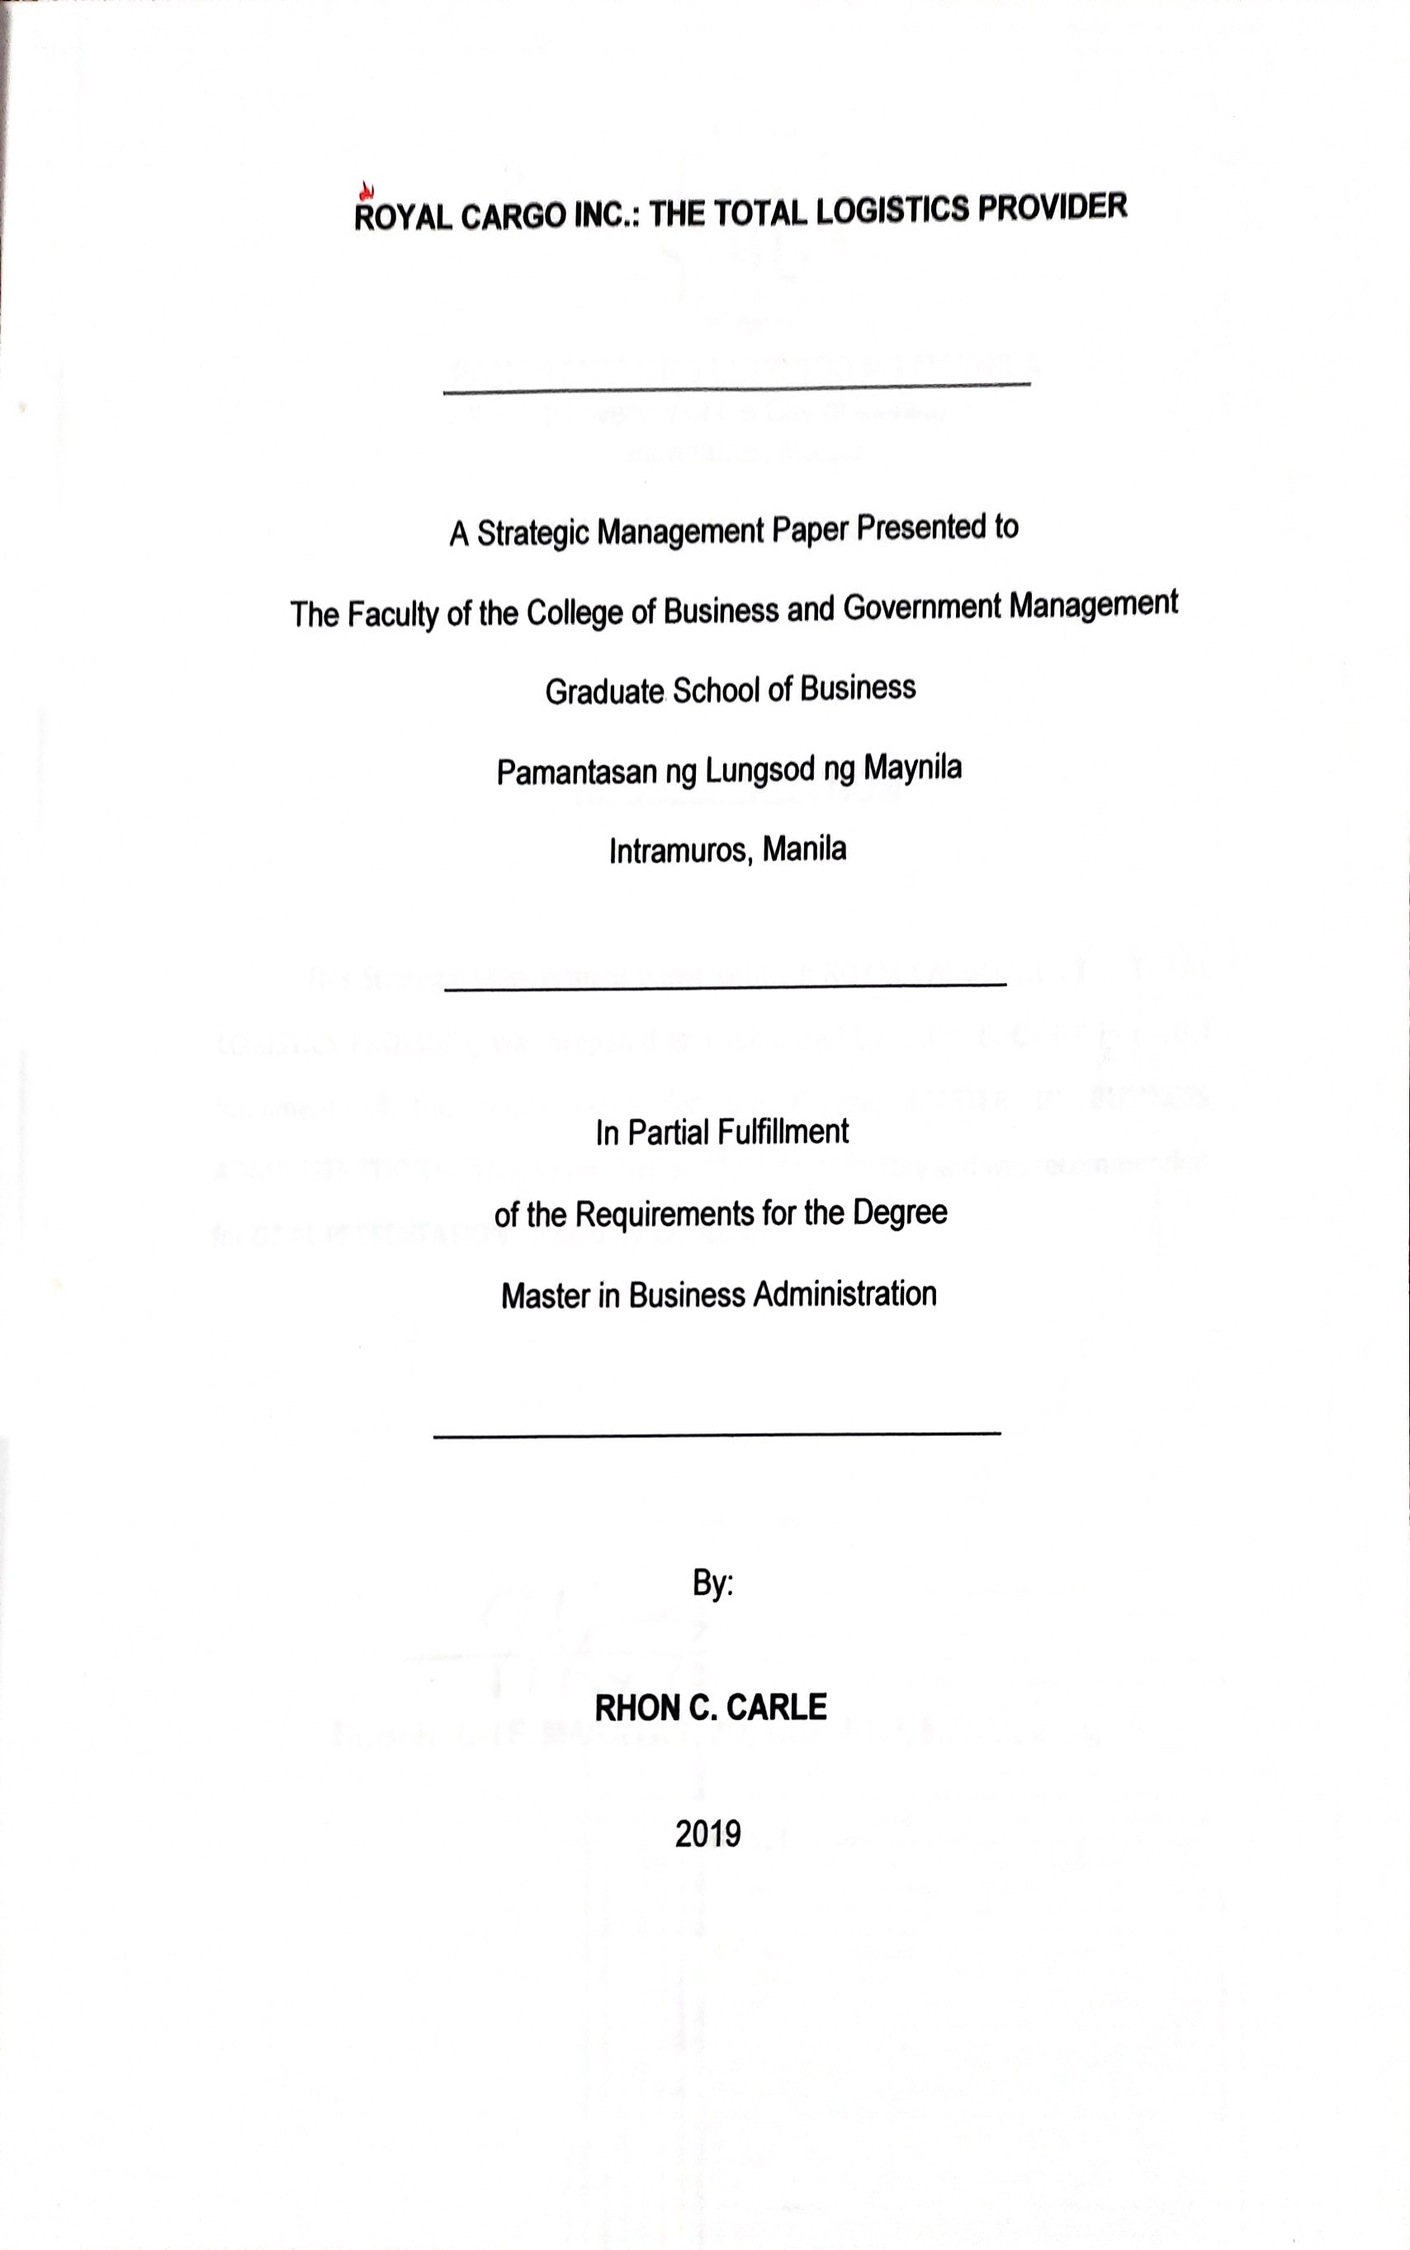 ROYAL CARGO INC.: THE TOTAL LOGISTICS PROVIDER
A Strategic Management Paper Presented to
The Faculty of the College of Business and Government Management
Graduate School of Business
Pamantasan ng Lungsod ng Maynila
Intramuros, Manila
In Partial Fulfillment
of the Requirements for the Degree
Master in Business Administration
By:
RHON C. CARLE
2019